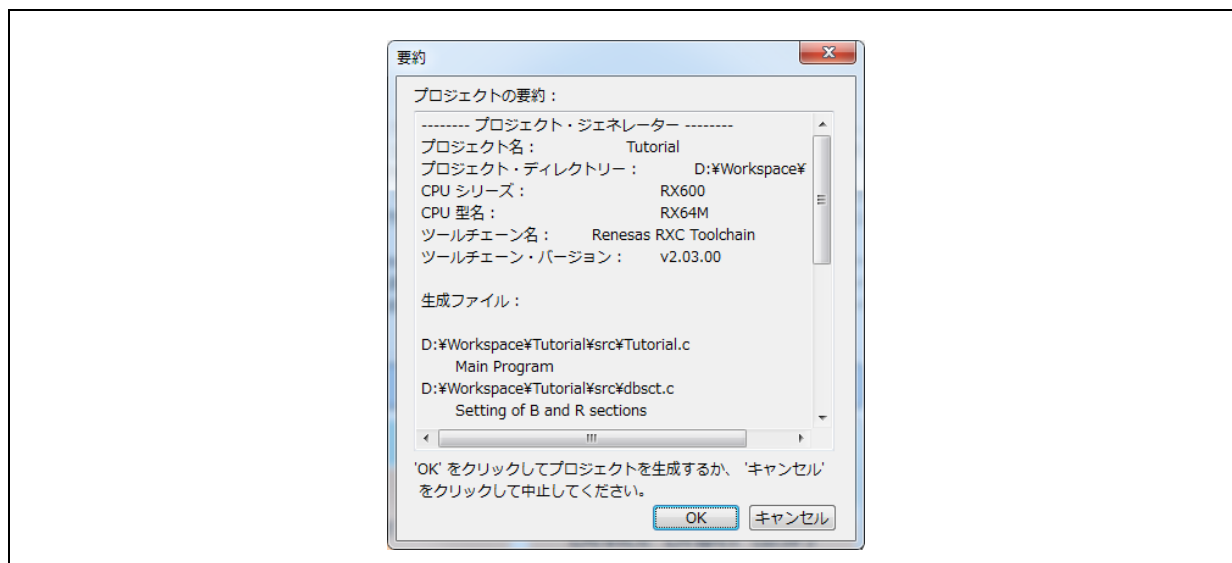 要約
プロジェクトの要約：
-------- プロジェクト・ジェネレーター --------
プロジェクト名： Tutorial
プロジェクト・ディレクトリー： D:¥Workspace¥
CPU シリーズ： RX600
CPU 型名： RX64M
ツールチェーン名： Renesas RXC Toolchain
ツールチェーン・バージョン： v2.03.00
生成ファイル：
D:¥Workspace¥Tutorial¥src¥Tutorial.c
Main Program
D:¥Workspace¥Tutorial¥src¥dbsct.c
Setting of B and R sections
'OK' をクリックしてプロジェクトを生成するか、 'キャンセル'
をクリックして中止してください。
OK キャンセル